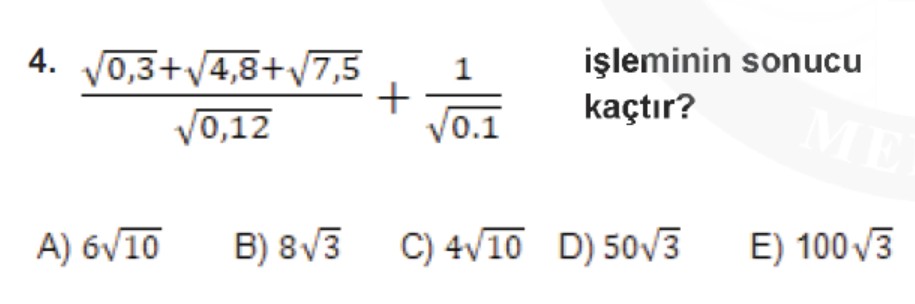 4. (√0,3+√4,8+√7,5)/√0,12 + 1/√0.1 işleminin sonucu
kaçtır?
A) 6√10 B) 8√3 C) 4√10 D) 50√3 E) 100√3